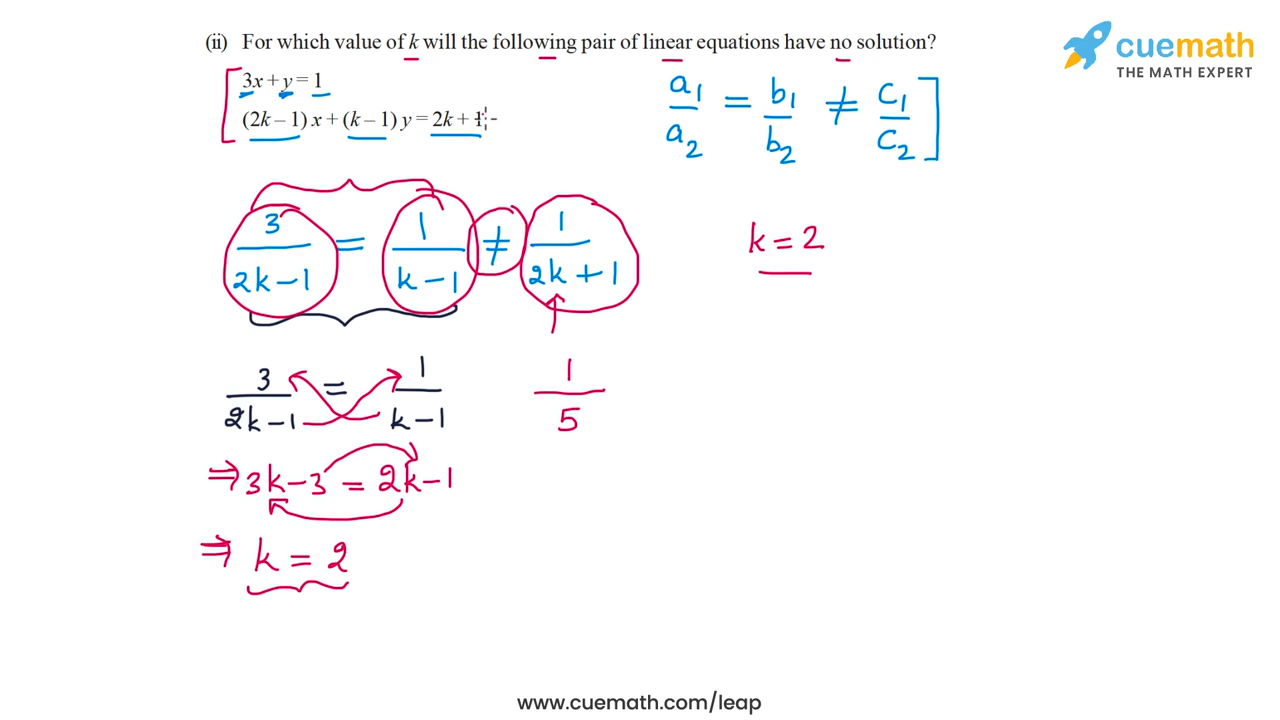 (ii) For which value of k will the following pair of linear equations have no solution?
cuemath
THE MATH EXPERT
3x + y = 1
(2k – 1) x + (k – 1) y = 2k + 1
a₁/a₂ = b₁/b₂ ≠ c₁/c₂
3/(2k-1) = 1/(k-1) ≠ 1/(2k+1)
k = 2
3/(2k-1) = 1/(k-1)
1/5
⇒ 3k-3 = 2k-1
⇒ k = 2
www.cuemath.com/leap